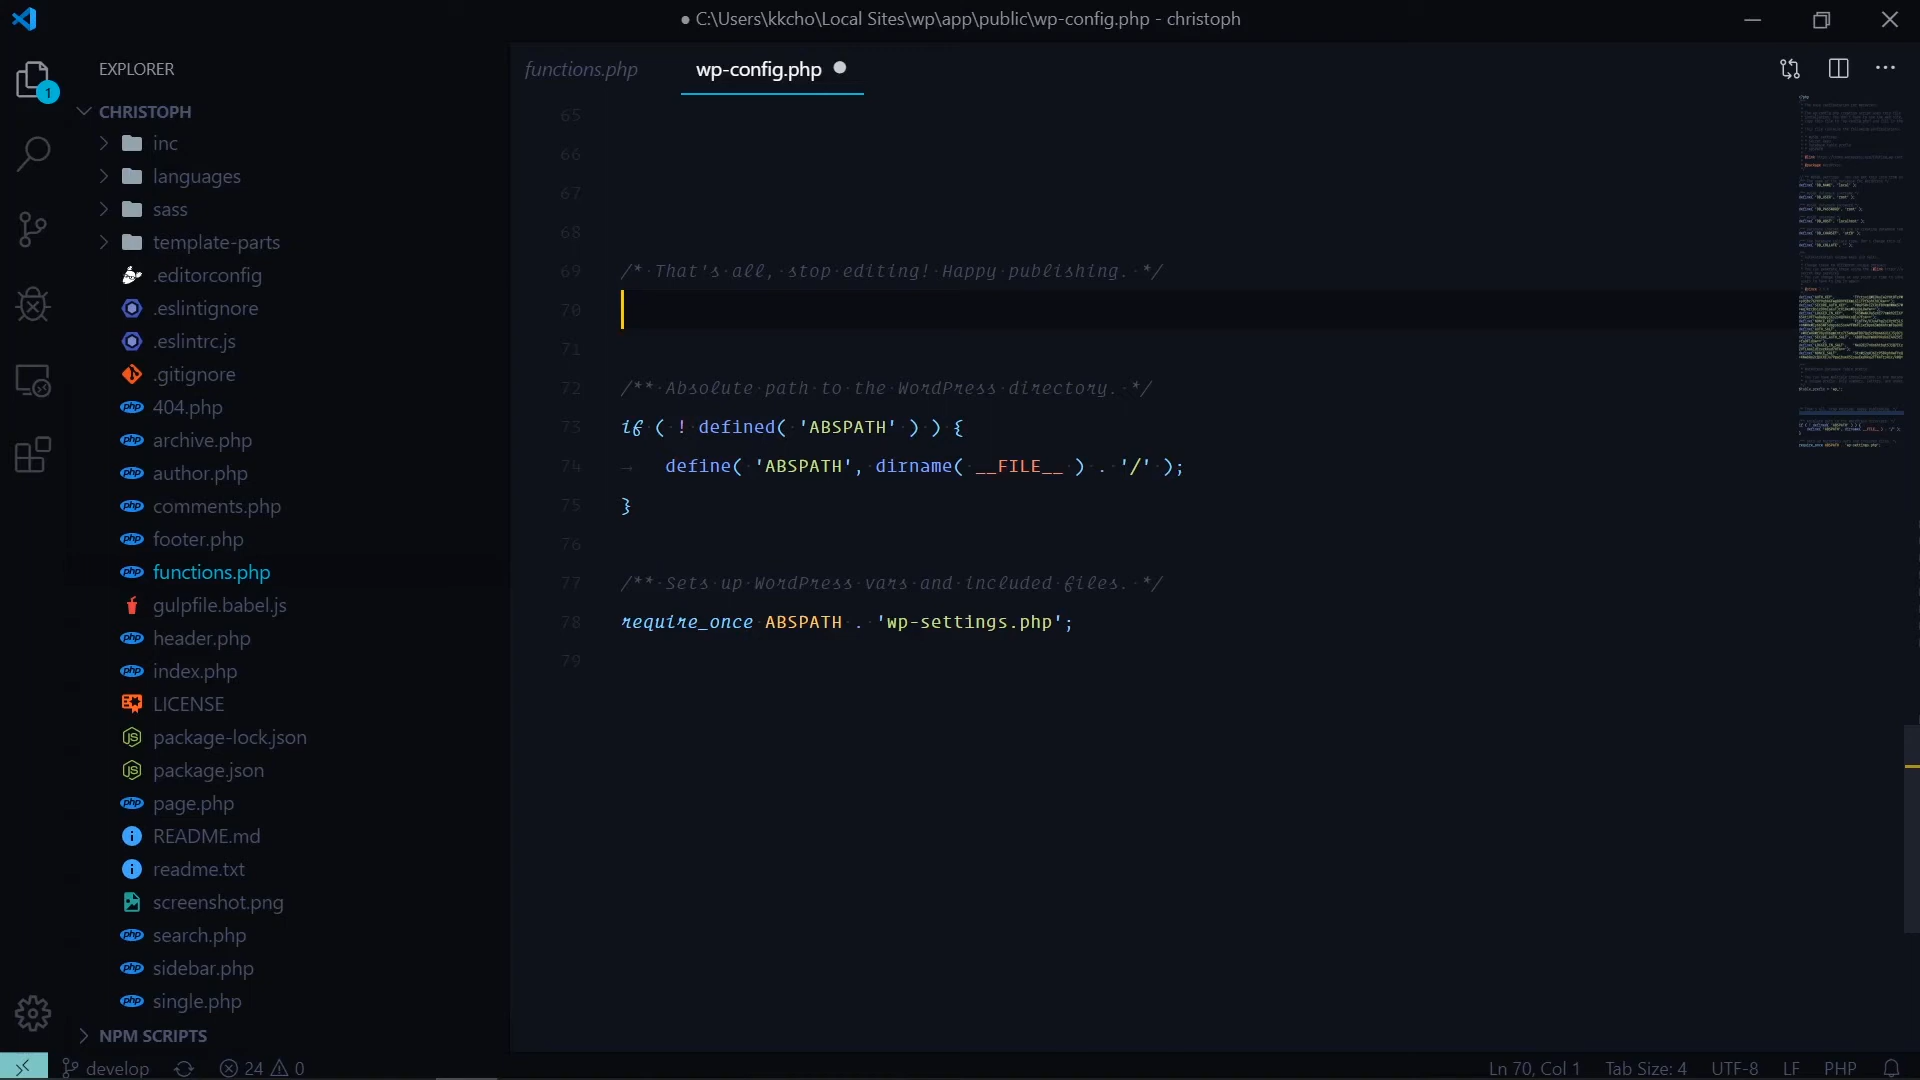 ● C:\Users\kkcho\Local Sites\wp\app\public\wp-config.php - christoph
EXPLORER
1
CHRISTOPH
inc
languages
sass
template-parts
.editorconfig
.eslintignore
.eslintrc.js
.gitignore
404.php
archive.php
author.php
comments.php
footer.php
functions.php
gulpfile.babel.js
header.php
index.php
LICENSE
package-lock.json
package.json
page.php
README.md
readme.txt
screenshot.png
search.php
sidebar.php
single.php
NPM SCRIPTS
functions.php
wp-config.php
65
66
67
68
69 /* That's all, stop editing! Happy publishing. */
70
71
72 /** Absolute path to the WordPress directory. */
73 if ( ! defined( 'ABSPATH' ) ) {
74 define( 'ABSPATH', dirname( __FILE__ ) . '/' );
75 }
76
77 /** Sets up WordPress vars and included files. */
78 require_once ABSPATH . 'wp-settings.php';
79
develop 24 0
Ln 70, Col 1 Tab Size: 4 UTF-8 LF PHP